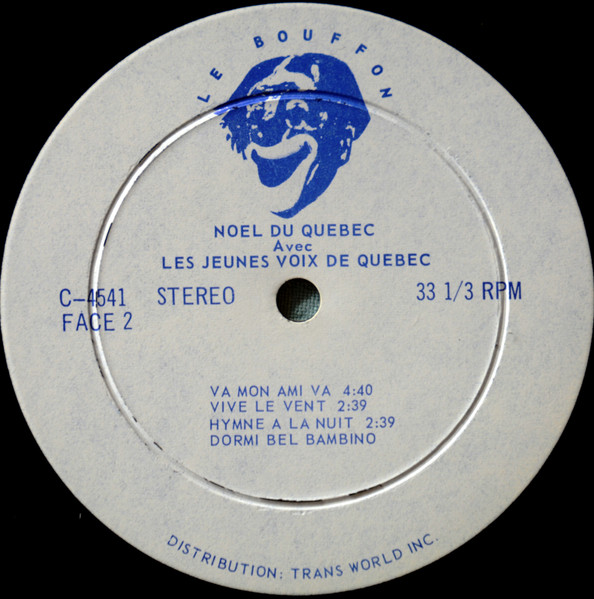 LE BOUFFON
NOEL DU QUEBEC
Avec
LES JEUNES VOIX DE QUEBEC
C-4541 STEREO 33 1/3 RPM
FACE 2
VA MON AMI VA 4:40
VIVE LE VENT 2:39
HYMNE A LA NUIT 2:39
DORMI BEL BAMBINO
DISTRIBUTION: TRANS WORLD INC.